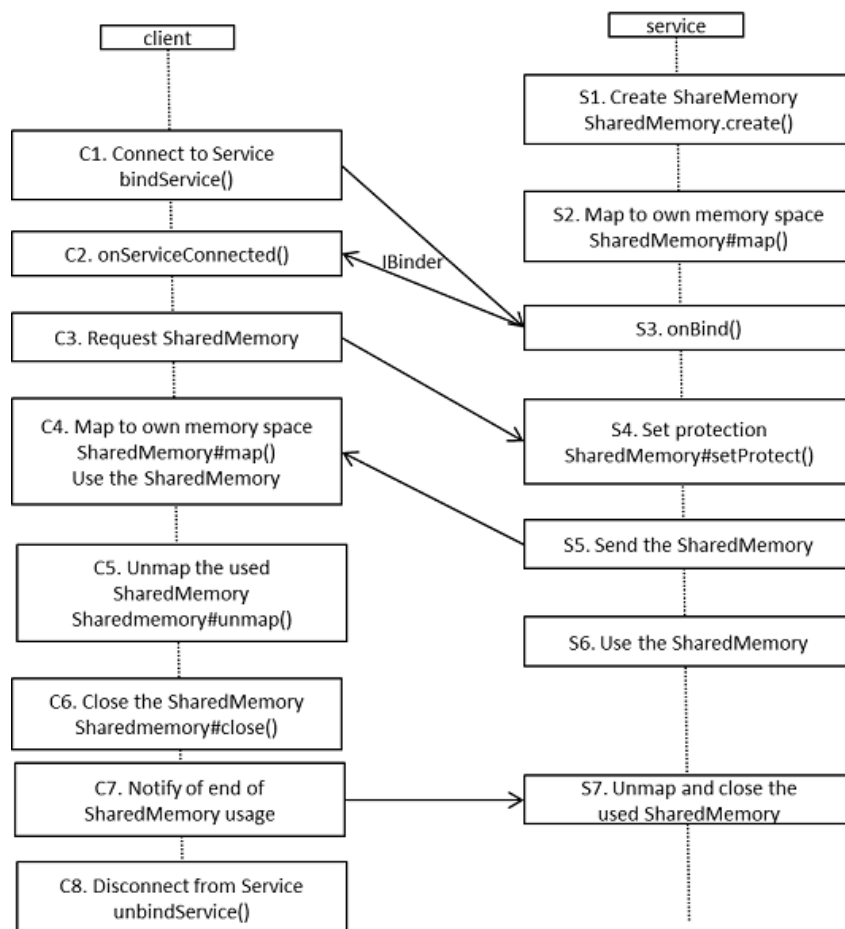 client
service
S1. Create ShareMemory
SharedMemory.create()
C1. Connect to Service
bindService()
S2. Map to own memory space
SharedMemory#map()
C2. onServiceConnected()
IBinder
S3. onBind()
C3. Request SharedMemory
C4. Map to own memory space
SharedMemory#map()
Use the SharedMemory
S4. Set protection
SharedMemory#setProtect()
S5. Send the SharedMemory
C5. Unmap the used
SharedMemory
Sharedmemory#unmap()
S6. Use the SharedMemory
C6. Close the SharedMemory
Sharedmemory#close()
C7. Notify of end of
SharedMemory usage
S7. Unmap and close the
used SharedMemory
C8. Disconnect from Service
unbindService()